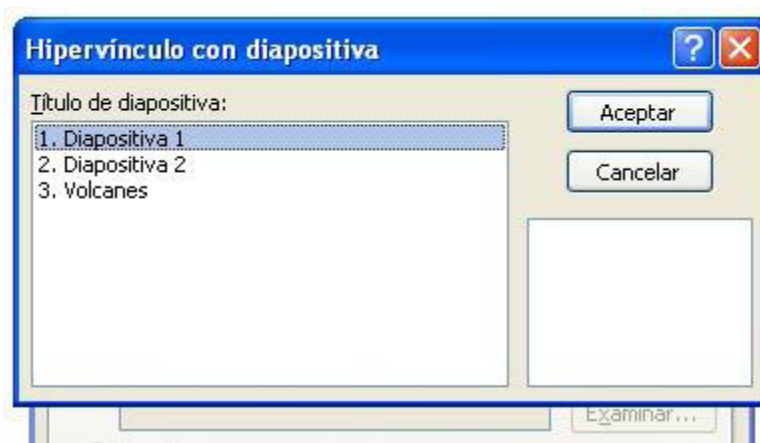 Hipervínculo con diapositiva
Título de diapositiva:
1. Diapositiva 1
2. Diapositiva 2
3. Volcanes
Aceptar
Cancelar
Examinar...